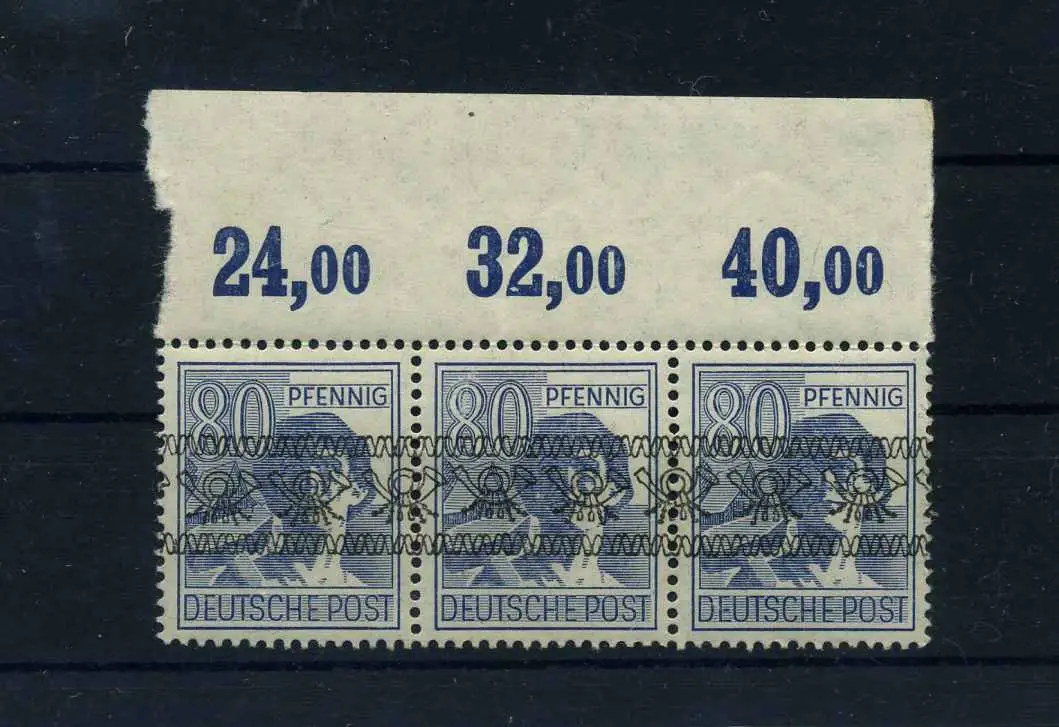 24,00 32,00 40,00
80 PFENNIG 80 PFENNIG 80 PFENNIG
DEUTSCHE POST DEUTSCHE POST DEUTSCHE POST